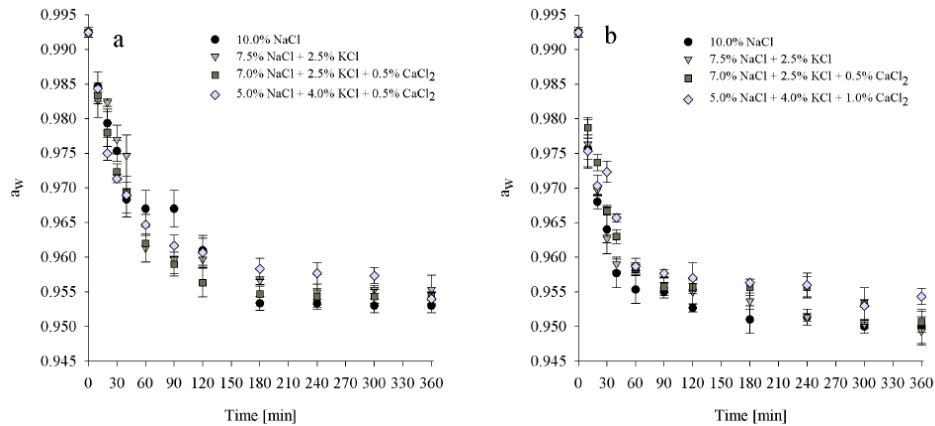 a
10.0% NaCl
7.5% NaCl + 2.5% KCl
7.0% NaCl + 2.5% KCl + 0.5% CaCl2
5.0% NaCl + 4.0% KCl + 0.5% CaCl2
0.995
0.990
0.985
0.980
0.975
0.970
0.965
0.960
0.955
0.950
0.945
aw
0 30 60 90 120 150 180 210 240 270 300 330 360
Time [min]
b
10.0% NaCl
7.5% NaCl + 2.5% KCl
7.0% NaCl + 2.5% KCl + 0.5% CaCl2
5.0% NaCl + 4.0% KCl + 1.0% CaCl2
0.995
0.990
0.985
0.980
0.975
0.970
0.965
0.960
0.955
0.950
0.945
aw
0 30 60 90 120 150 180 210 240 270 300 330 360
Time [min]